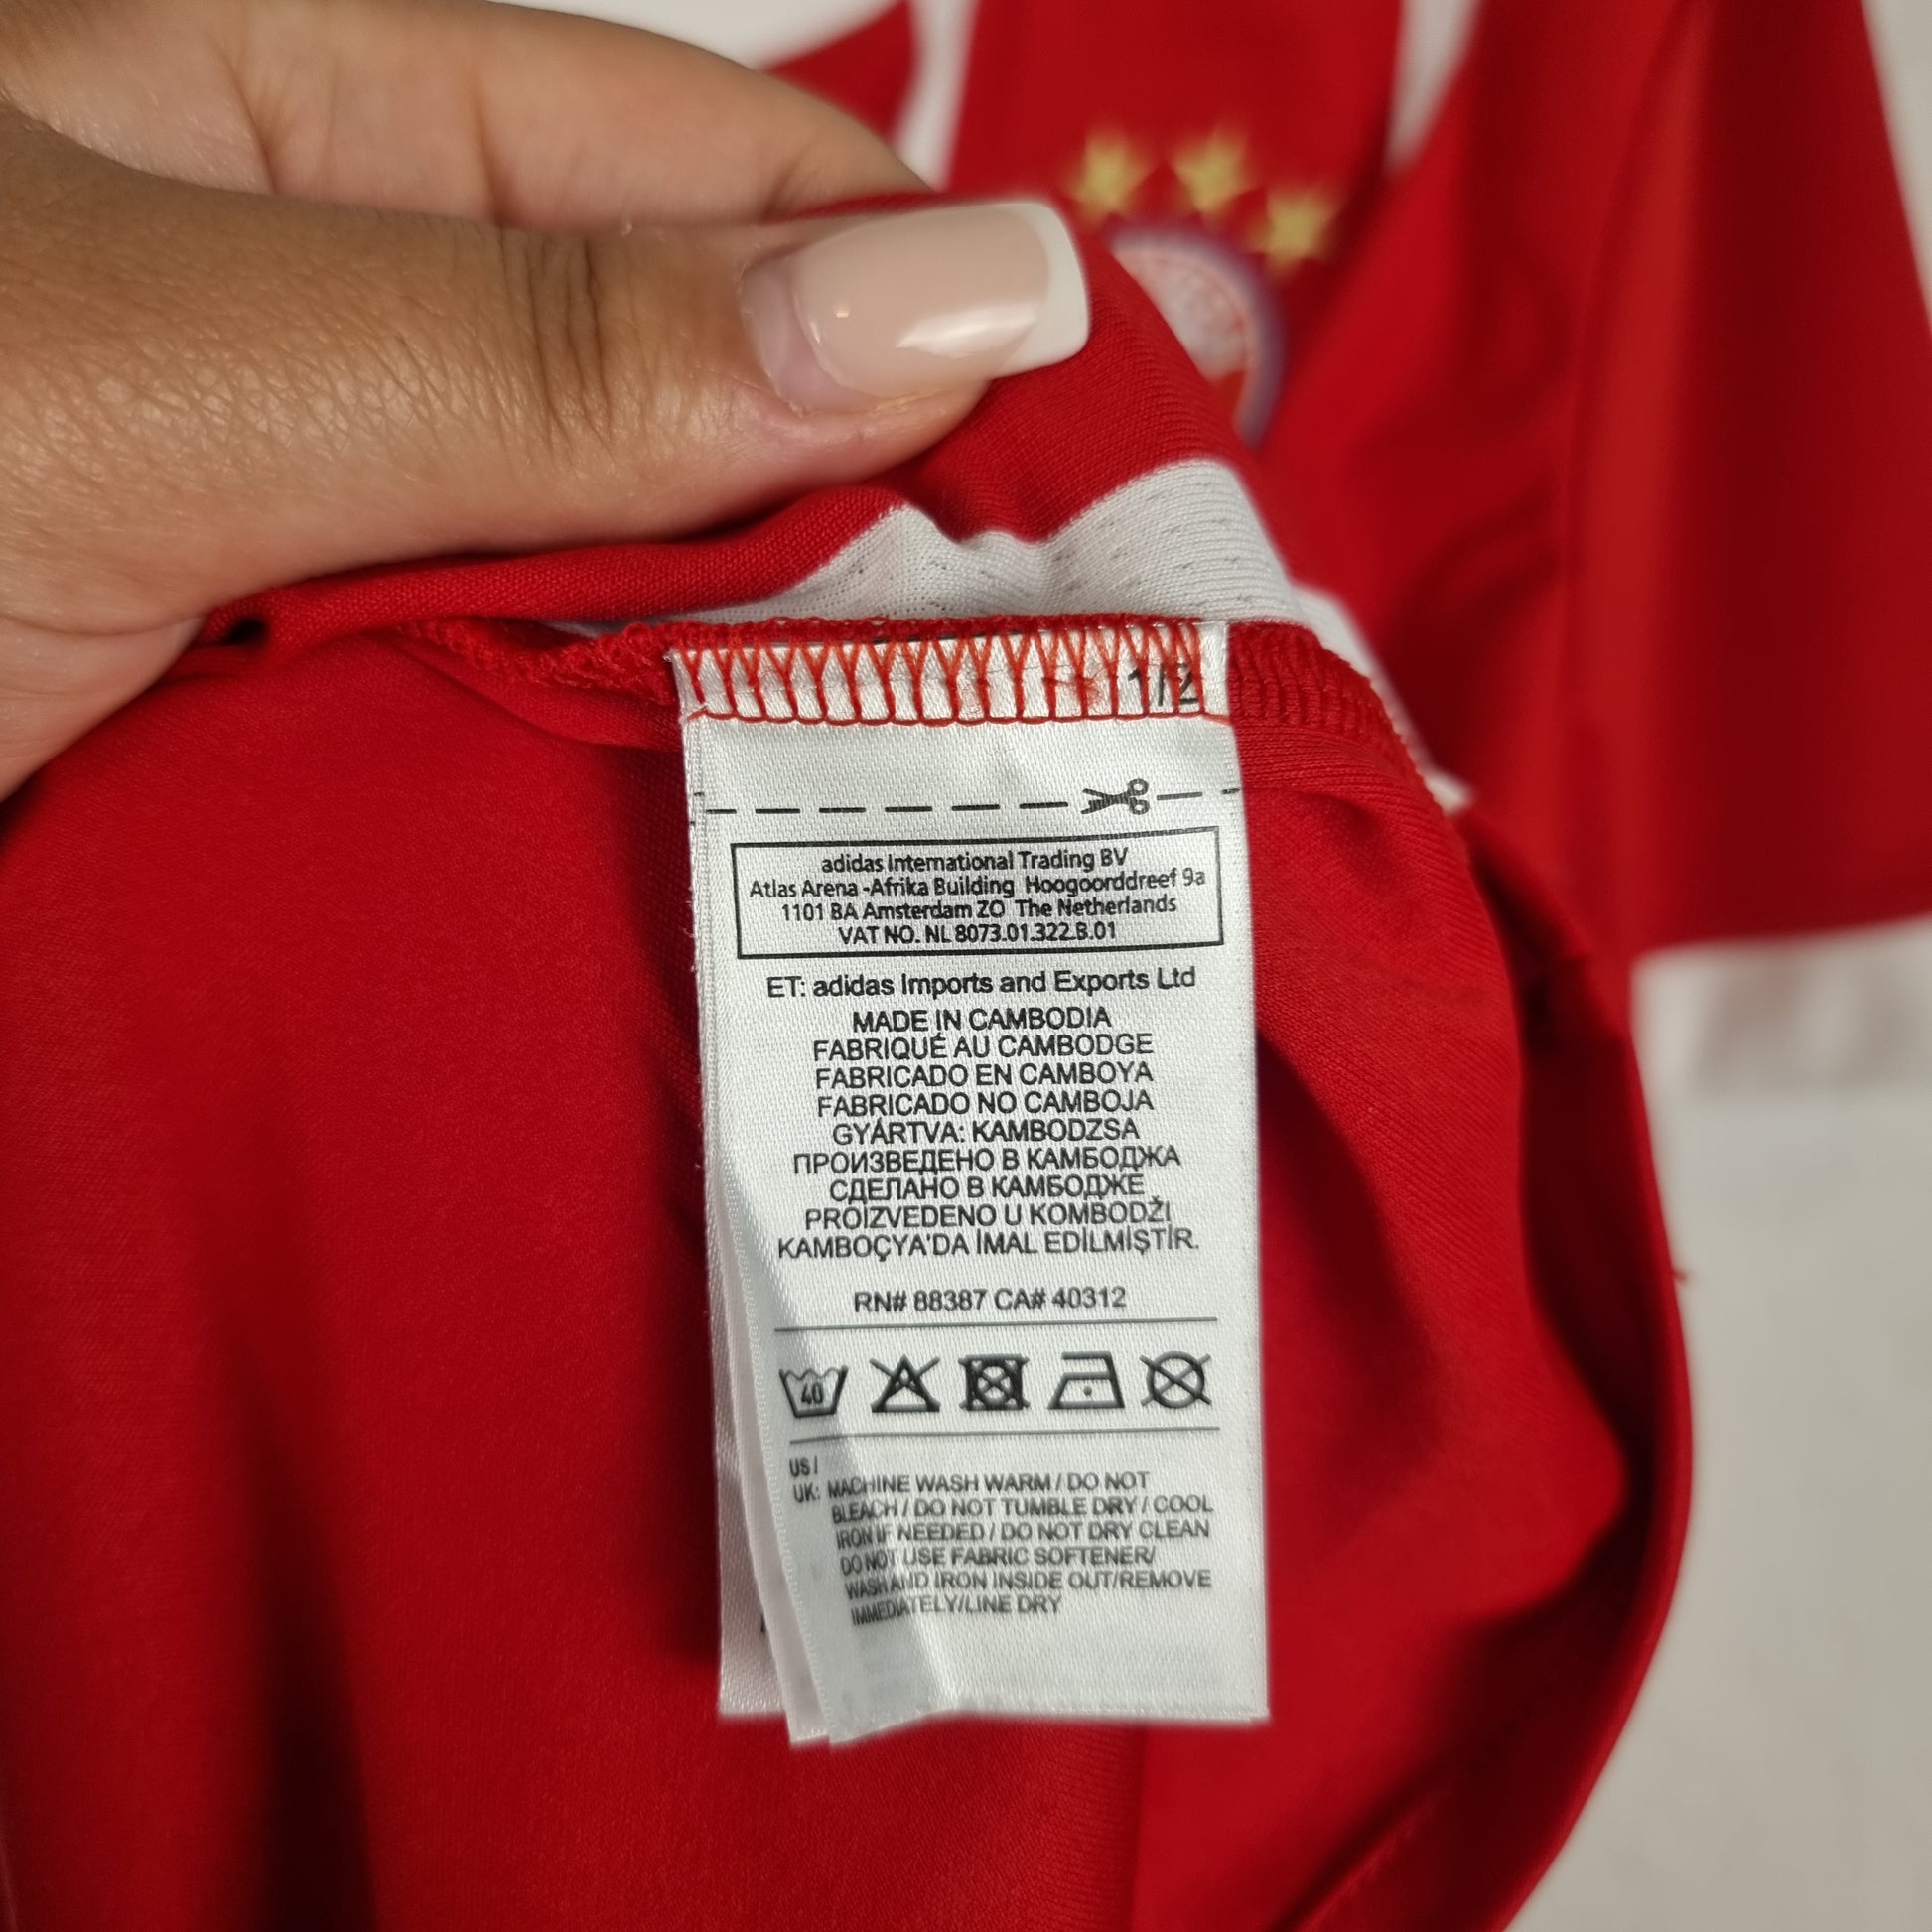 1/2
adidas International Trading BV
Atlas Arena -Afrika Building Hoogoorddreef 9a
1101 BA Amsterdam ZO The Netherlands
VAT NO. NL 8073.01.322.B.01
ET: adidas Imports and Exports Ltd
MADE IN CAMBODIA
FABRIQUÉ AU CAMBODGE
FABRICADO EN CAMBOYA
FABRICADO NO CAMBOJA
GYÁRTVA: KAMBODZSA
ПРОИЗВЕДЕНО В КАМБОДЖА
СДЕЛАНО В КАМБОДЖЕ
PROIZVEDENO U KOMBODŽI
KAMBOÇYA'DA İMAL EDİLMİŞTİR.
RN# 88387 CA# 40312
40
US /
UK: MACHINE WASH WARM / DO NOT
BLEACH / DO NOT TUMBLE DRY / COOL
IRON IF NEEDED / DO NOT DRY CLEAN
DO NOT USE FABRIC SOFTENER/
WASH AND IRON INSIDE OUT/REMOVE
IMMEDIATELY/LINE DRY